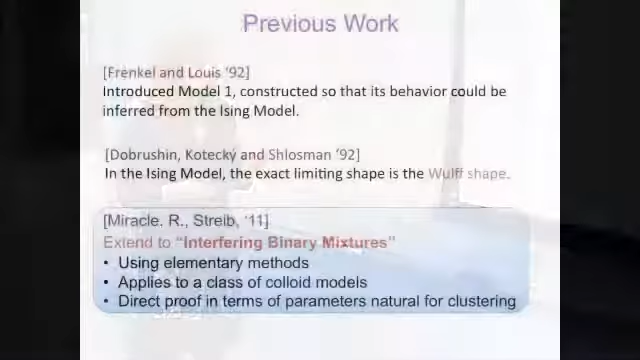 Previous Work
[Frenkel and Louis '92]
Introduced Model 1, constructed so that its behavior could be
inferred from the Ising Model.
[Dobrushin, Kotecký and Shlosman '92]
In the Ising Model, the exact limiting shape is the Wulff shape.
[Miracle, R., Streib, '11]
Extend to "Interfering Binary Mixtures"
• Using elementary methods
• Applies to a class of colloid models
• Direct proof in terms of parameters natural for clustering